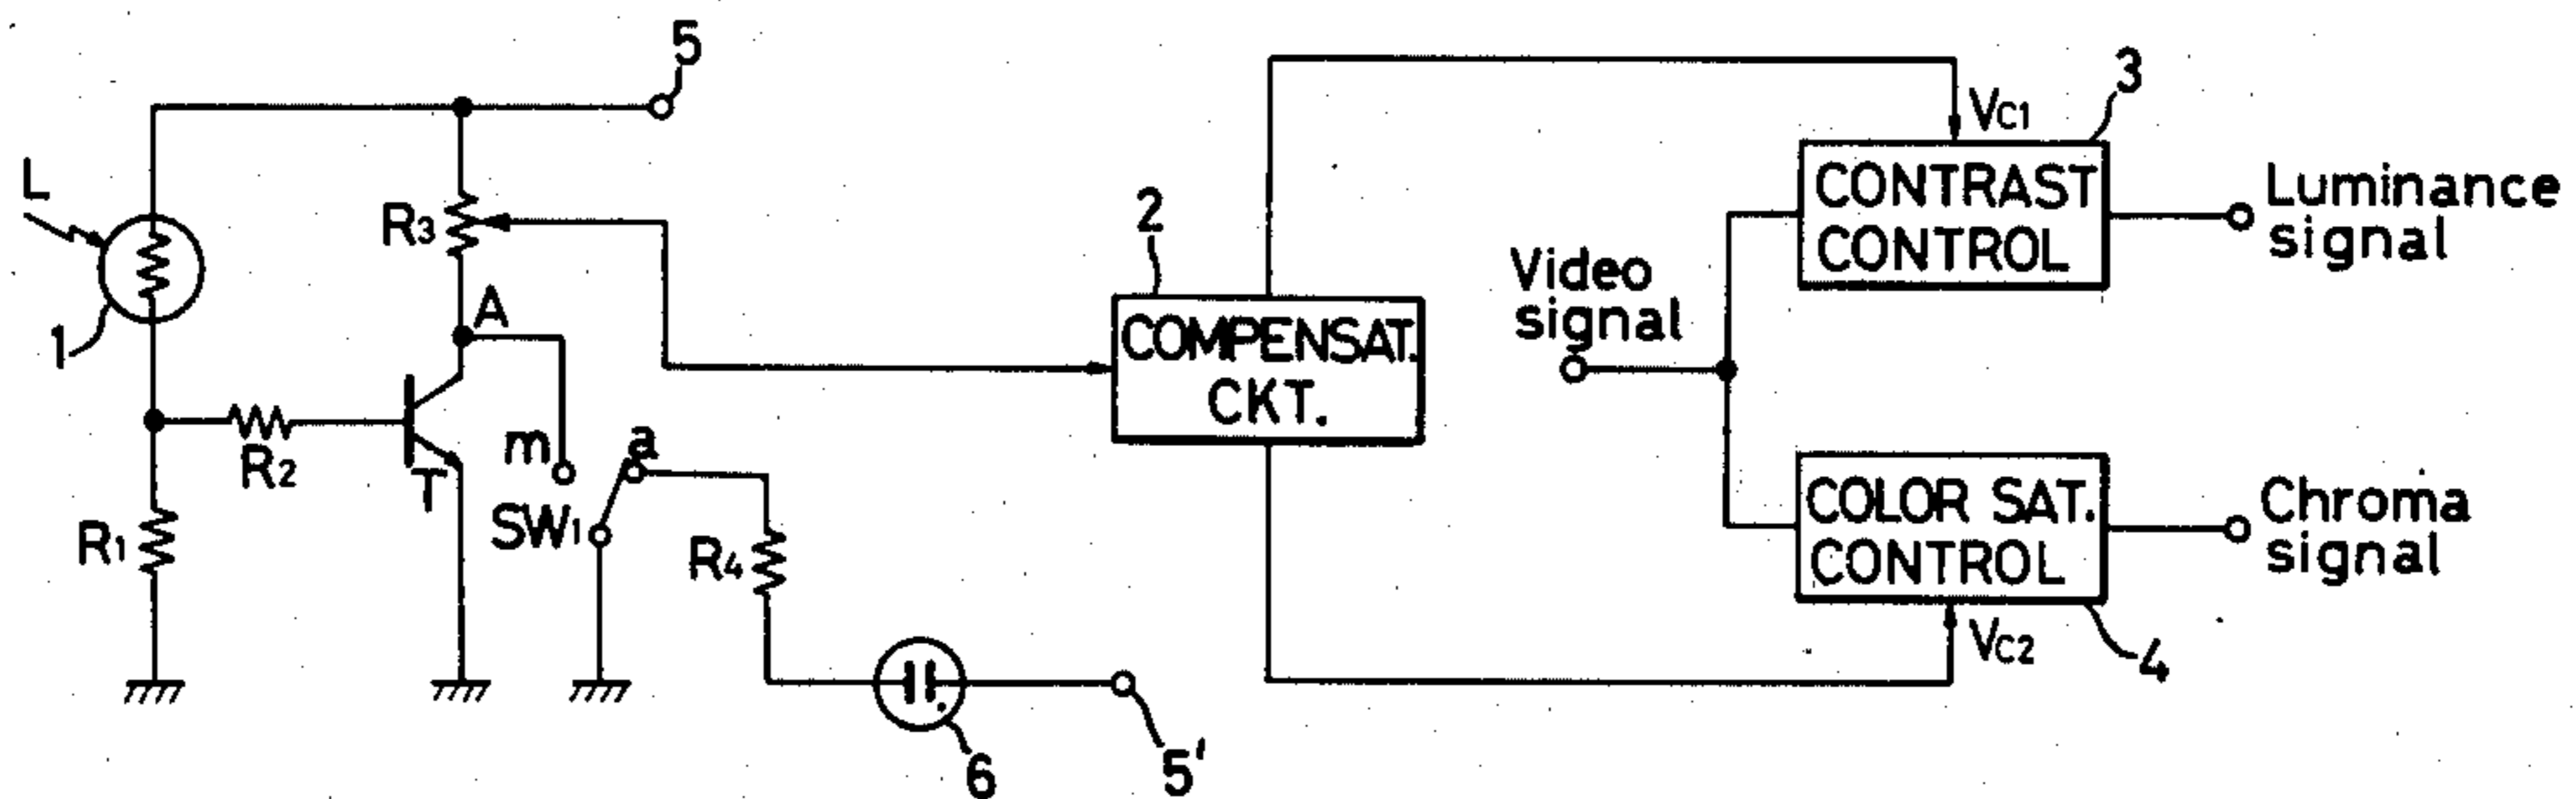 5
L
R3
1
A
R2
T
R1
m
a
SW1
R4
6
5'
2
COMPENSAT.
CKT.
Video
signal
VC1
3
CONTRAST
CONTROL
Luminance
signal
COLOR SAT.
CONTROL
Chroma
signal
VC2
4